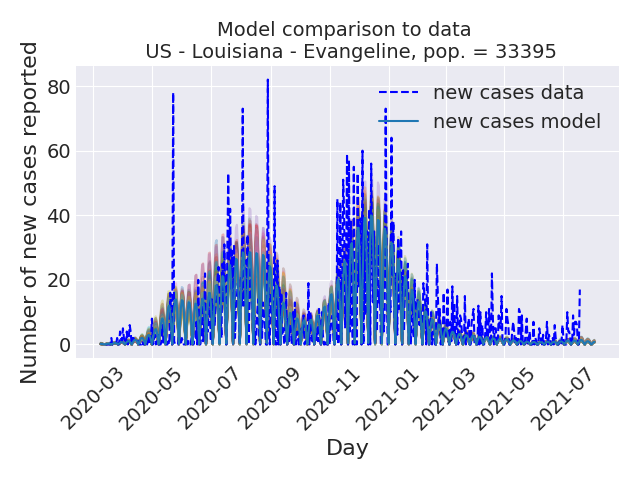 Model comparison to data
US - Louisiana - Evangeline, pop. = 33395
Number of new cases reported
80
60
40
20
0
new cases data
new cases model
2020-03
2020-05
2020-07
2020-09
2020-11
2021-01
2021-03
2021-05
2021-07
Day